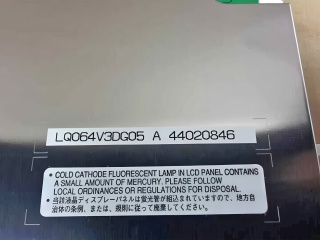 LQ064V3DG05 A 44020846
• COLD CATHODE FLUORESCENT LAMP IN LCD PANEL CONTAINS
A SMALL AMOUNT OF MERCURY. PLEASE FOLLOW
LOCAL ORDINANCES OR REGULATIONS FOR DISPOSAL.
• 当該液晶ディスプレーパネルは蛍光管が組込まれていますので、地方自
治体の条例、または、規則に従って廃棄してください。